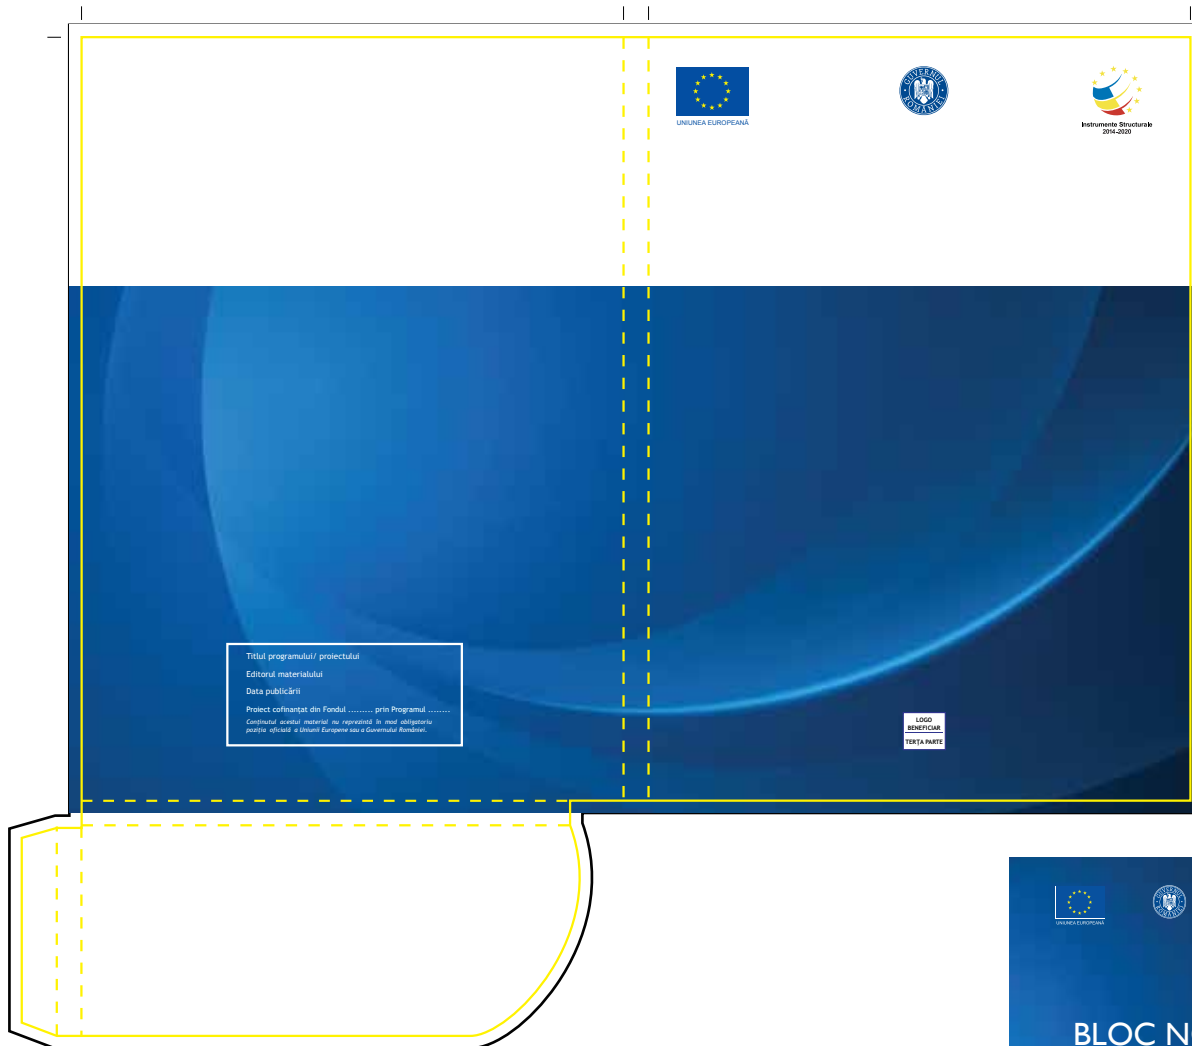 UNIUNEA EUROPEANĂ
GUVERNUL ROMÂNIEI
Instrumente Structurale
2014-2020
Titlul programului/ proiectului
Editorul materialului
Data publicării
Proiect cofinanțat din Fondul ......... prin Programul ........
Conținutul acestui material nu reprezintă în mod obligatoriu
poziția oficială a Uniunii Europene sau a Guvernului României.
LOGO
BENEFICIAR
TERȚA PARTE
UNIUNEA EUROPEANĂ
GUVERNUL ROMÂNIEI
BLOC N